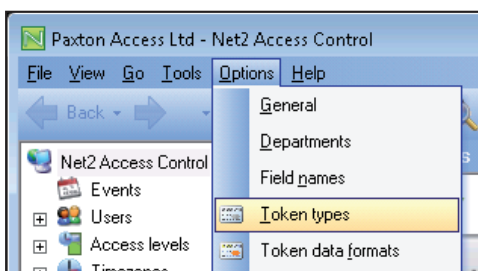 Paxton Access Ltd - Net2 Access Control
File View Go Tools Options Help
Back
General
Departments
Field names
Token types
Token data formats
Net2 Access Control
Events
Users
Access levels
Timezones